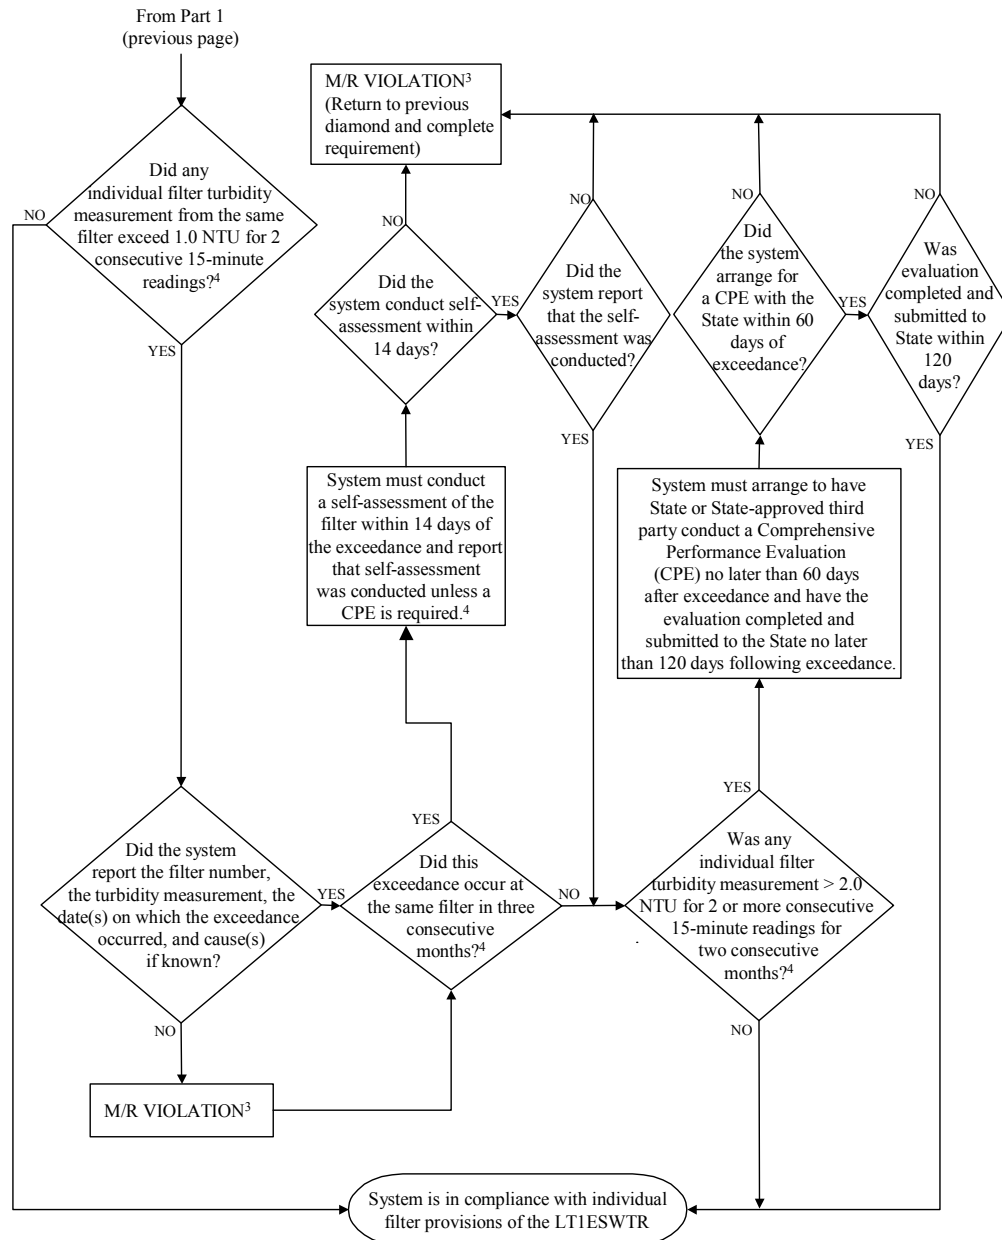 From Part 1
(previous page)
Did any
individual filter turbidity
measurement from the same
filter exceed 1.0 NTU for 2
consecutive 15-minute
readings?4
NO
YES
M/R VIOLATION3
(Return to previous
diamond and complete
requirement)
NO
Did the
system conduct self-
assessment within
14 days?
YES
NO
Did the
system report
that the self-
assessment was
conducted?
YES
NO
Did
the system
arrange for
a CPE with the
State within 60
days of
exceedance?
YES
NO
Was
evaluation
completed and
submitted to
State within
120
days?
YES
System must conduct
a self-assessment of the
filter within 14 days of
the exceedance and report
that self-assessment
was conducted unless a
CPE is required.4
System must arrange to have
State or State-approved third
party conduct a Comprehensive
Performance Evaluation
(CPE) no later than 60 days
after exceedance and have the
evaluation completed and
submitted to the State no later
than 120 days following exceedance.
Did the system
report the filter number,
the turbidity measurement, the
date(s) on which the exceedance
occurred, and cause(s)
if known?
YES
NO
M/R VIOLATION3
YES
Did this
exceedance occur at
the same filter in three
consecutive
months?4
NO
YES
Was any
individual filter
turbidity measurement > 2.0
NTU for 2 or more consecutive
15-minute readings for
two consecutive
months?4
NO
System is in compliance with individual
filter provisions of the LT1ESWTR